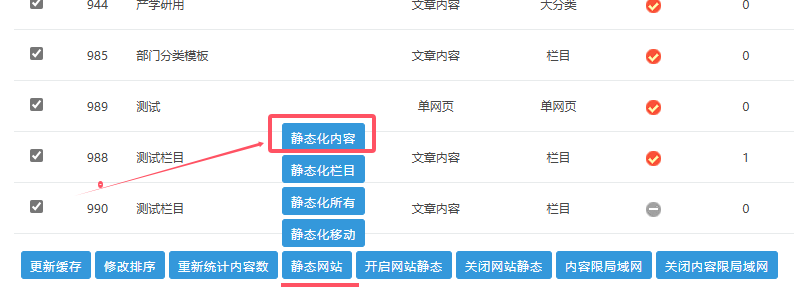 944 产学研用 文章内容 大分类 0
985 部门分类模板 文章内容 栏目 0
989 测试 单网页 单网页 0
静态化内容
988 测试栏目 文章内容 栏目 1
静态化栏目
静态化所有
990 测试栏目 文章内容 栏目 0
静态化移动
更新缓存 修改排序 重新统计内容数 静态网站 开启网站静态 关闭网站静态 内容限局域网 关闭内容限局域网